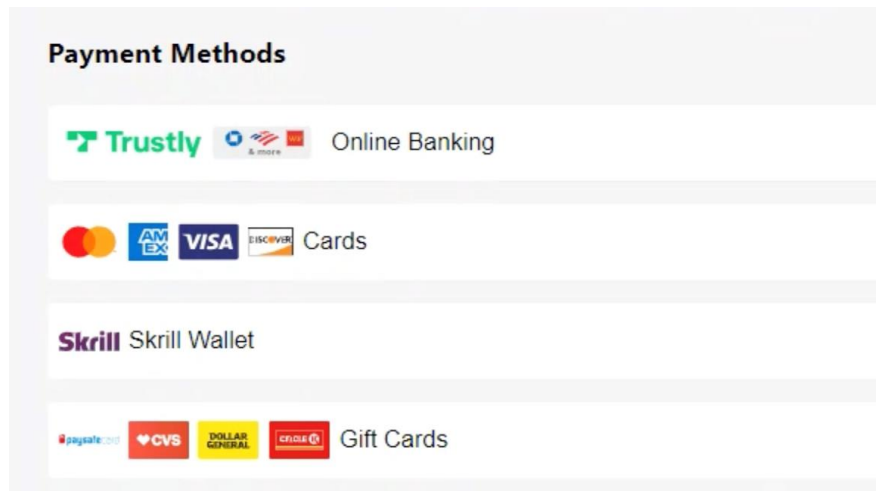 Payment Methods
Trustly & more Online Banking
AM EX VISA DISCOVER Cards
Skrill Skrill Wallet
paysafecard CVS DOLLAR GENERAL CIRCLE K Gift Cards